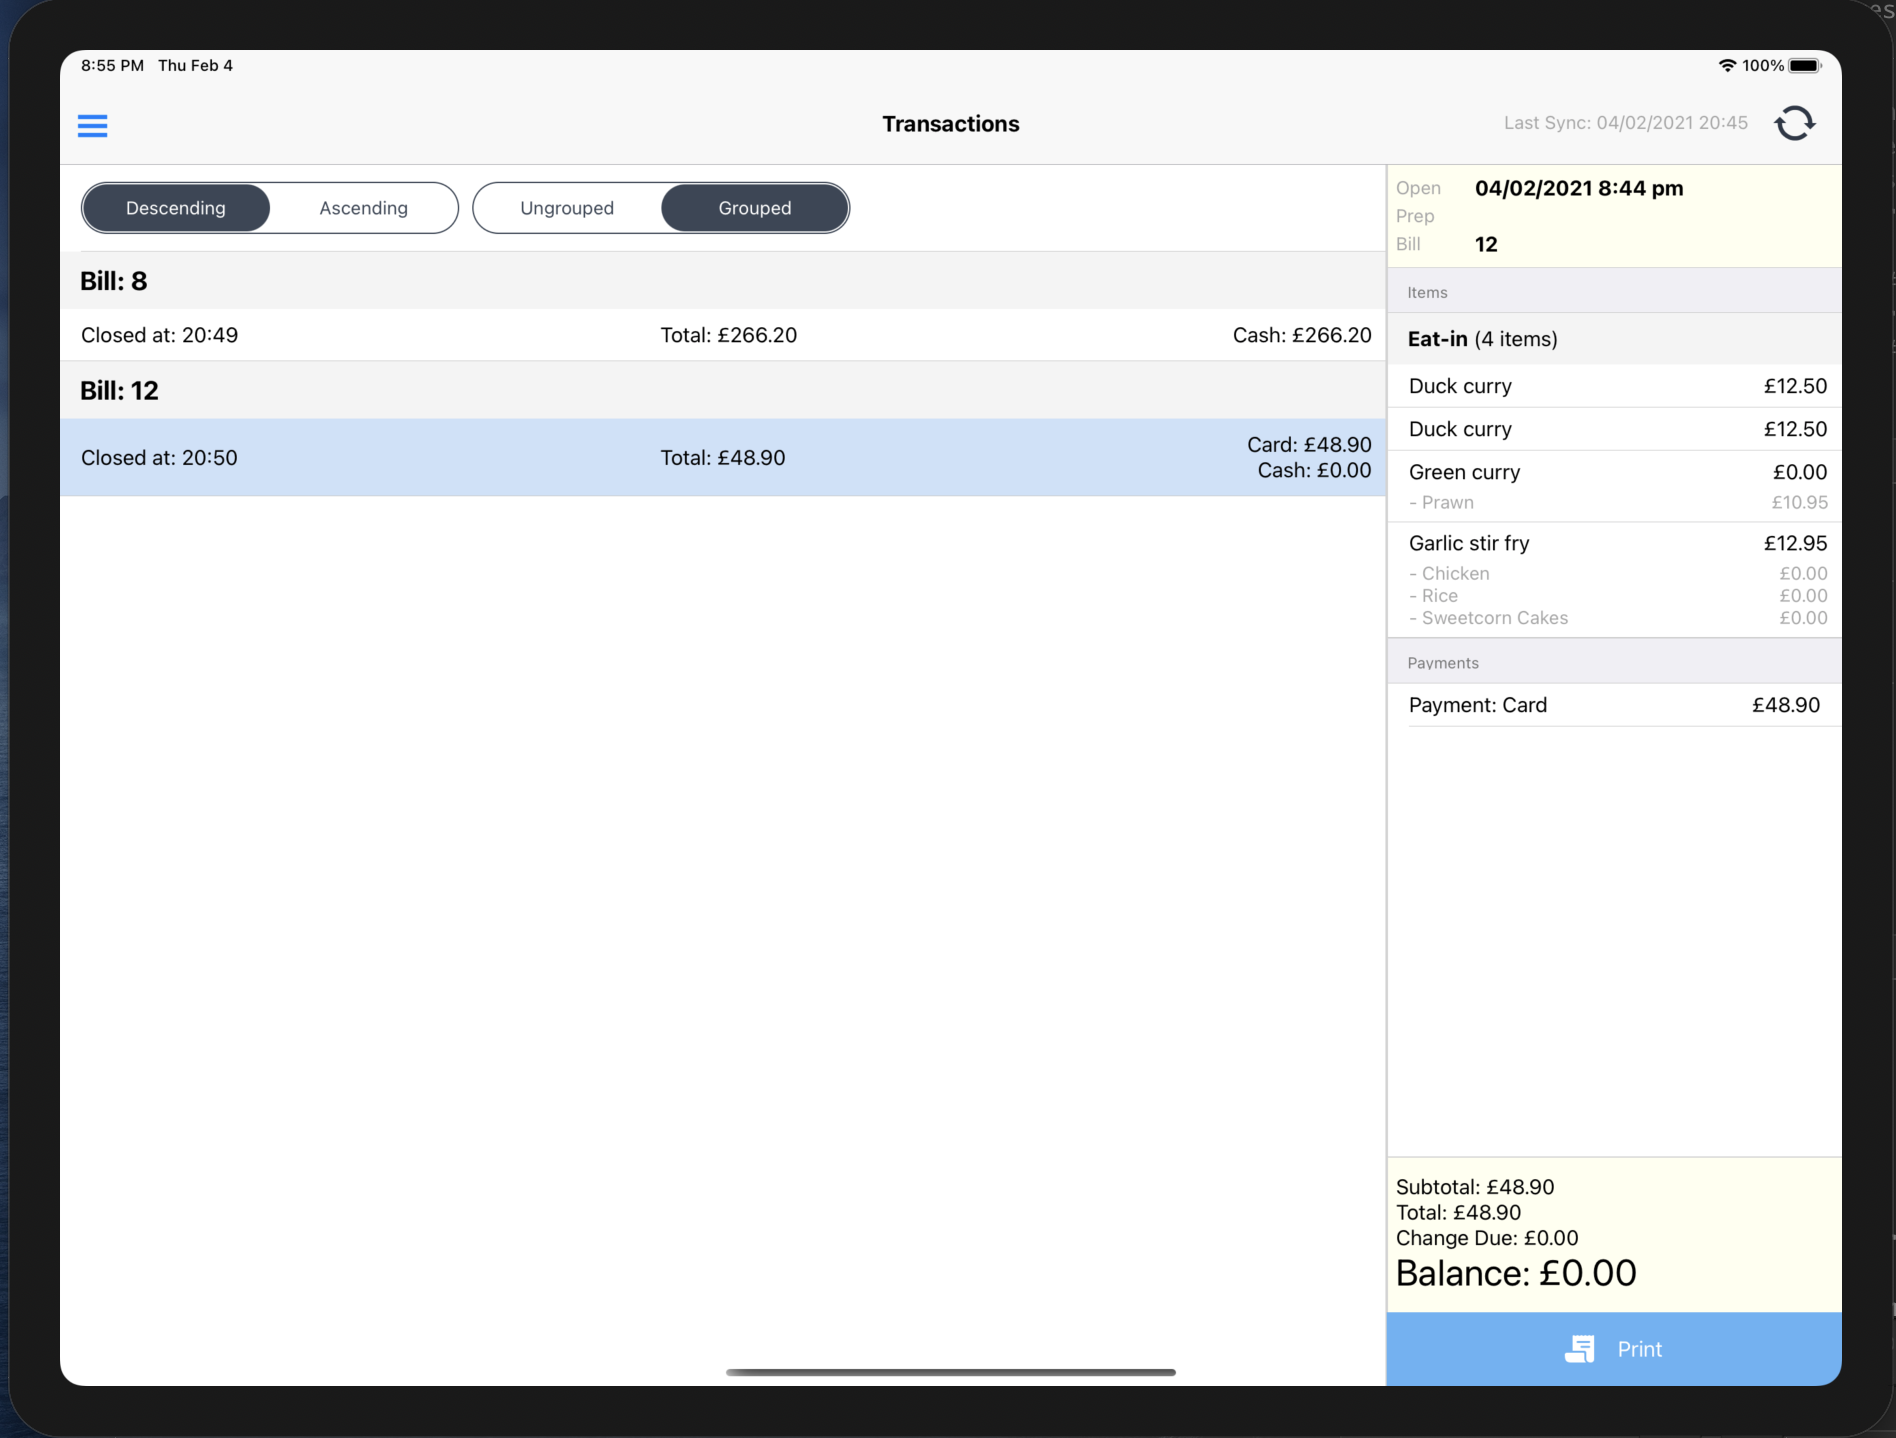 8:55 PM Thu Feb 4
100%
Transactions
Last Sync: 04/02/2021 20:45
Descending Ascending Ungrouped Grouped
Bill: 8
Closed at: 20:49 Total: £266.20 Cash: £266.20
Bill: 12
Closed at: 20:50 Total: £48.90 Card: £48.90
Cash: £0.00
Open 04/02/2021 8:44 pm
Prep
Bill 12
Items
Eat-in (4 items)
Duck curry £12.50
Duck curry £12.50
Green curry £0.00
- Prawn £10.95
Garlic stir fry £12.95
- Chicken £0.00
- Rice £0.00
- Sweetcorn Cakes £0.00
Payments
Payment: Card £48.90
Subtotal: £48.90
Total: £48.90
Change Due: £0.00
Balance: £0.00
Print